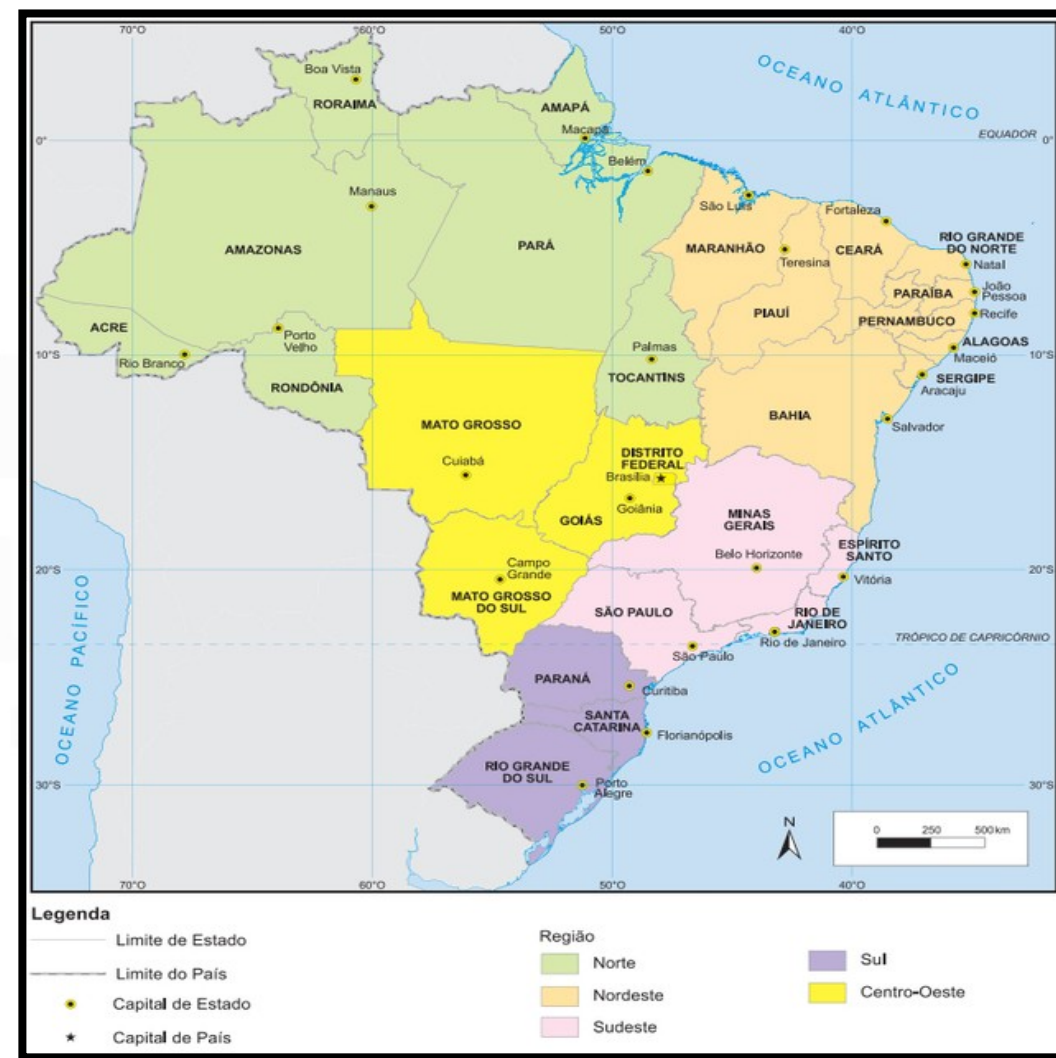 70°O
60°O
50°O
40°O
OCEANO ATLÂNTICO
Boa Vista
RORAIMA
AMAPÁ
Macapá
EQUADOR
0°
0°
Belém
Manaus
São Luís
Fortaleza
AMAZONAS
PARÁ
MARANHÃO
CEARÁ
RIO GRANDE
DO NORTE
Teresina
Natal
João
Pessoa
PARAÍBA
PIAUÍ
PERNAMBUCO
Recife
ACRE
Porto
Velho
Rio Branco
Palmas
ALAGOAS
Maceió
10°S
10°S
RONDÔNIA
TOCANTINS
SERGIPE
Aracaju
MATO GROSSO
BAHIA
Salvador
Cuiabá
DISTRITO
FEDERAL
Brasília
Goiânia
GOIÁS
MINAS
GERAIS
Belo Horizonte
ESPÍRITO
SANTO
Vitória
20°S
20°S
Campo
Grande
MATO GROSSO
DO SUL
SÃO PAULO
RIO DE
JANEIRO
Rio de Janeiro
TRÓPICO DE CAPRICÓRNIO
São Paulo
OCEANO PACÍFICO
PARANÁ
Curitiba
SANTA
CATARINA
Florianópolis
OCEANO ATLÂNTICO
RIO GRANDE
DO SUL
Porto
Alegre
30°S
30°S
N
0 250 500 km
70°O
60°O
50°O
40°O
Legenda
Limite de Estado
Limite do País
Capital de Estado
Capital de País
Região
Norte
Nordeste
Sudeste
Sul
Centro-Oeste